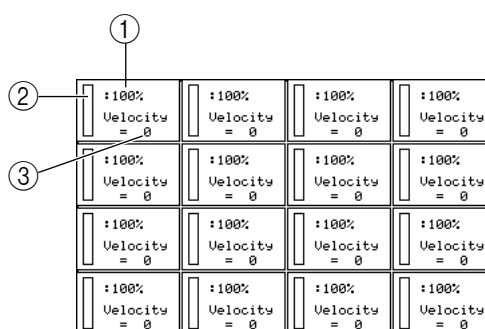 ①
② :100% :100% :100% :100%
Velocity Velocity Velocity Velocity
= 0 = 0 = 0 = 0
③ :100% :100% :100% :100%
Velocity Velocity Velocity Velocity
= 0 = 0 = 0 = 0
:100% :100% :100% :100%
Velocity Velocity Velocity Velocity
= 0 = 0 = 0 = 0
:100% :100% :100% :100%
Velocity Velocity Velocity Velocity
= 0 = 0 = 0 = 0